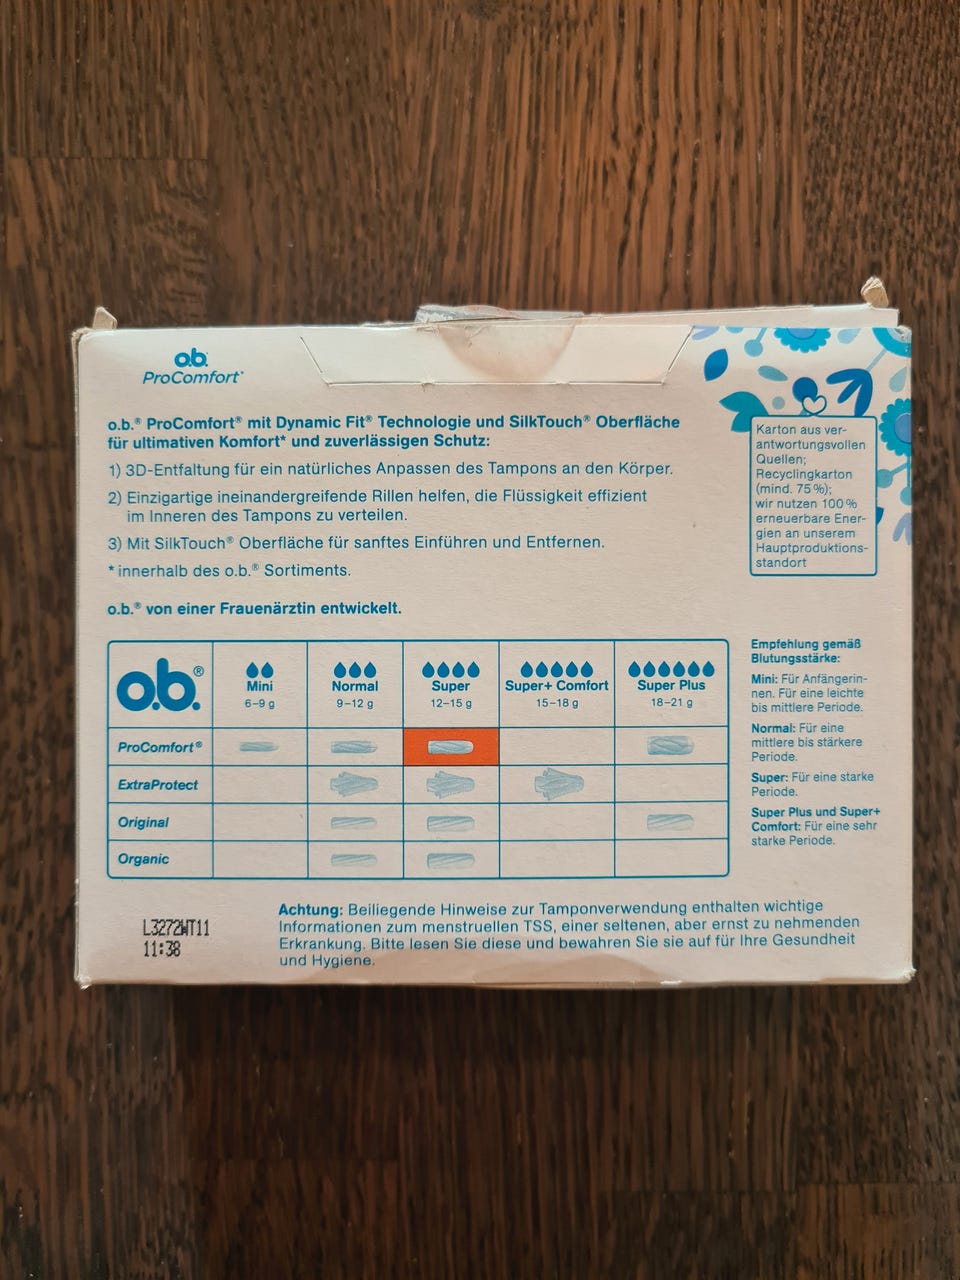 o.b.
ProComfort®
o.b.® ProComfort® mit Dynamic Fit® Technologie und SilkTouch® Oberfläche
für ultimativen Komfort* und zuverlässigen Schutz:
1) 3D-Entfaltung für ein natürliches Anpassen des Tampons an den Körper.
2) Einzigartige ineinandergreifende Rillen helfen, die Flüssigkeit effizient
im Inneren des Tampons zu verteilen.
3) Mit SilkTouch® Oberfläche für sanftes Einführen und Entfernen.
* innerhalb des o.b.® Sortiments.
o.b.® von einer Frauenärztin entwickelt.
Karton aus ver-
antwortungsvollen
Quellen;
Recyclingkarton
(mind. 75 %);
wir nutzen 100 %
erneuerbare Ener-
gien an unserem
Hauptproduktions-
standort
o.b.® Mini Normal Super Super+ Comfort Super Plus
6–9 g 9–12 g 12–15 g 15–18 g 18–21 g
ProComfort®
ExtraProtect
Original
Organic
Empfehlung gemäß
Blutungsstärke:
Mini: Für Anfängerin-
nen. Für eine leichte
bis mittlere Periode.
Normal: Für eine
mittlere bis stärkere
Periode.
Super: Für eine starke
Periode.
Super Plus und Super+
Comfort: Für eine sehr
starke Periode.
L3272WT11
11:38
Achtung: Beiliegende Hinweise zur Tamponverwendung enthalten wichtige
Informationen zum menstruellen TSS, einer seltenen, aber ernst zu nehmenden
Erkrankung. Bitte lesen Sie diese und bewahren Sie sie auf für Ihre Gesundheit
und Hygiene.